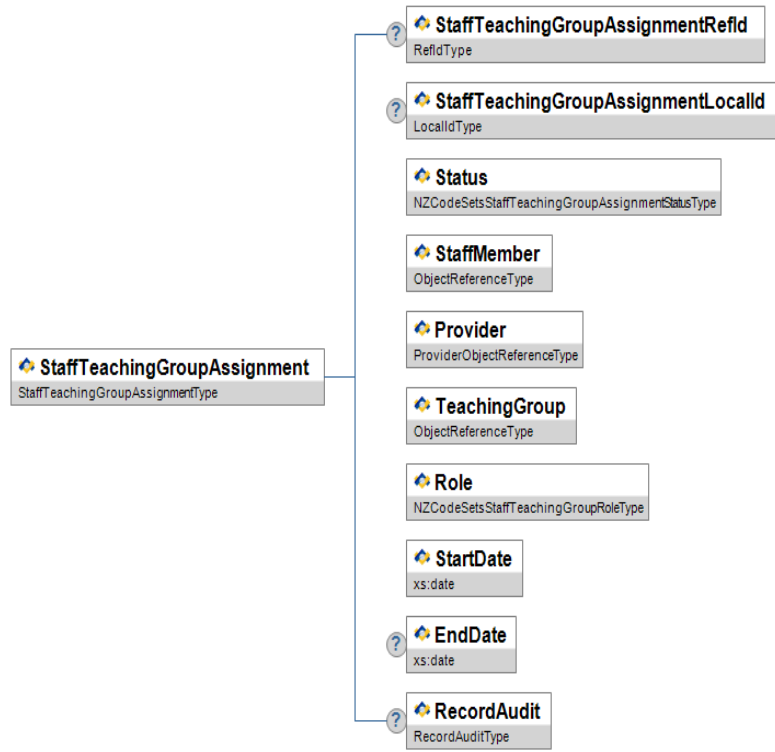 ?
StaffTeachingGroupAssignmentRefId
RefIdType
?
StaffTeachingGroupAssignmentLocalId
LocalIdType
Status
NZCodeSetsStaffTeachingGroupAssignmentStatusType
StaffMember
ObjectReferenceType
Provider
ProviderObjectReferenceType
StaffTeachingGroupAssignment
StaffTeachingGroupAssignmentType
TeachingGroup
ObjectReferenceType
Role
NZCodeSetsStaffTeachingGroupRoleType
StartDate
xs:date
?
EndDate
xs:date
?
RecordAudit
RecordAuditType